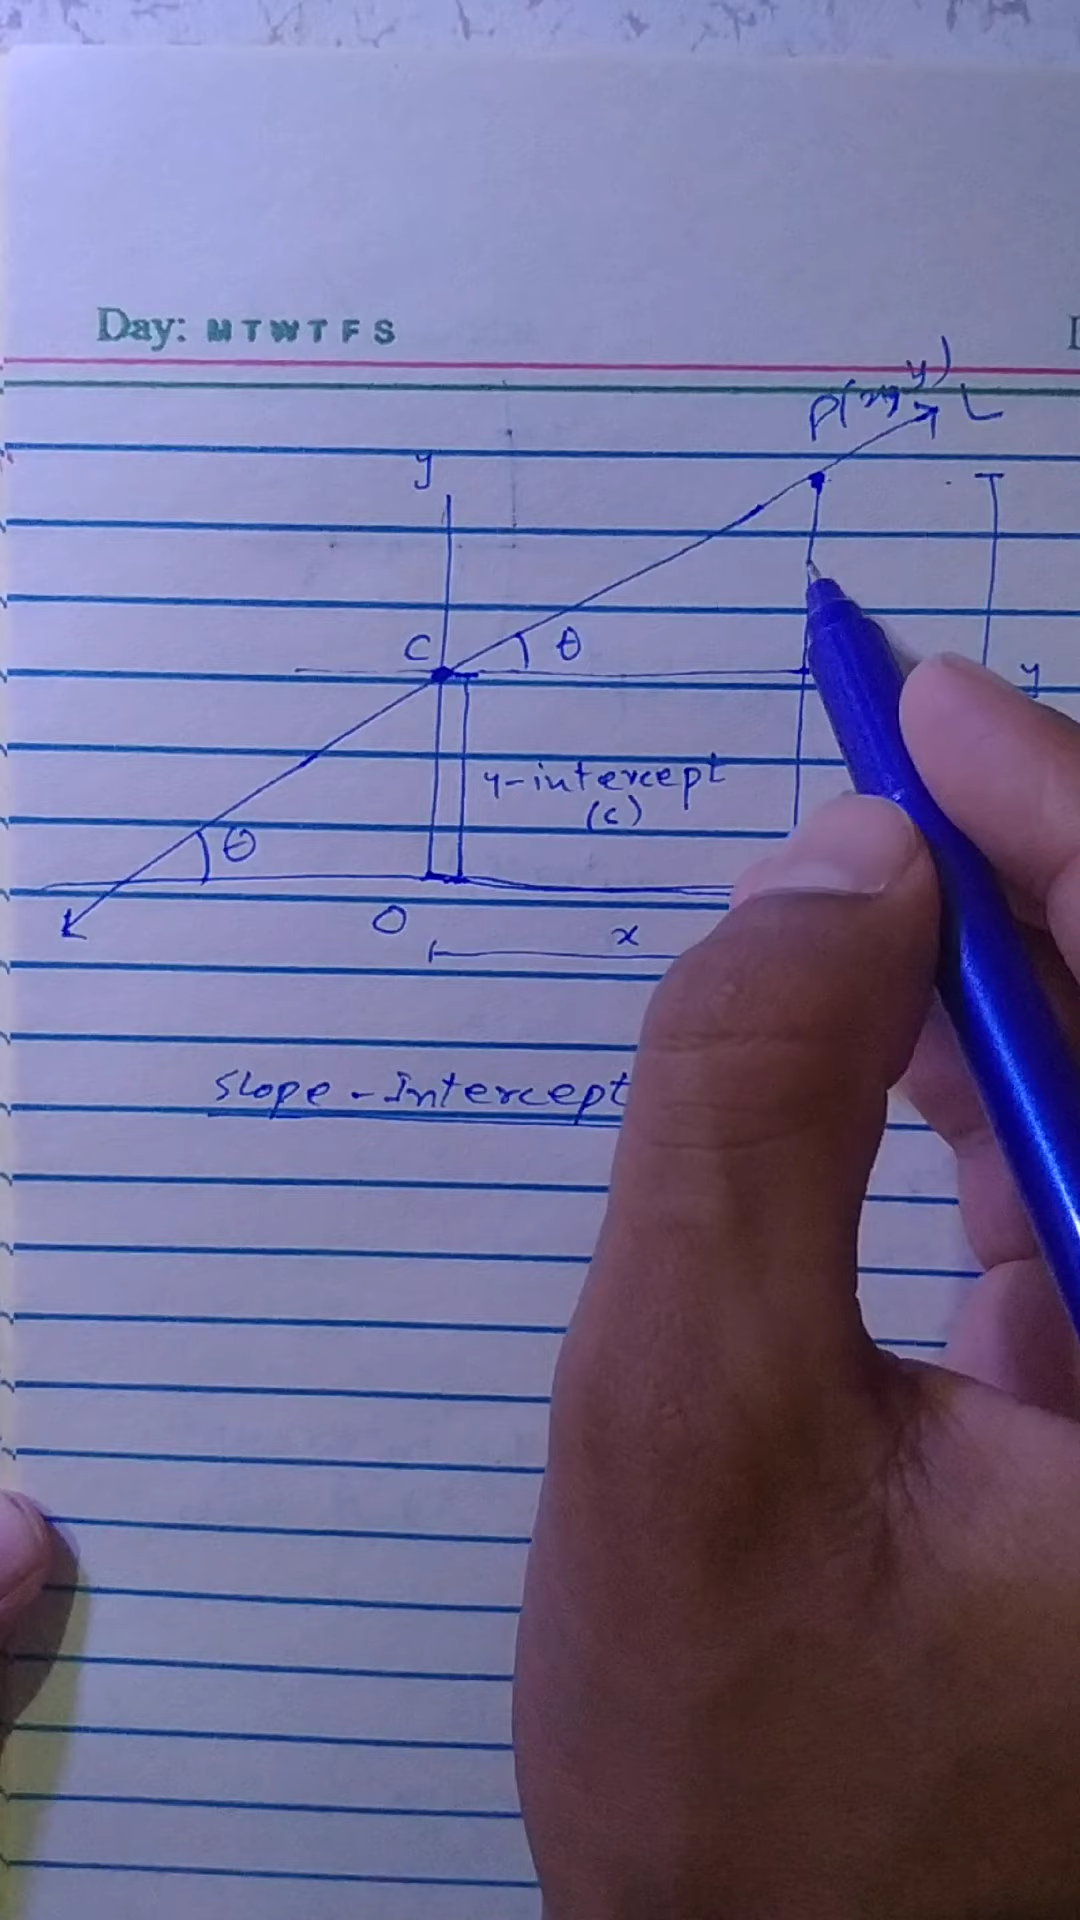 Day: M T W T F S
P(x, y)
L
y
C
θ
y
y-intercept
(c)
θ
O
x
Slope - Intercept